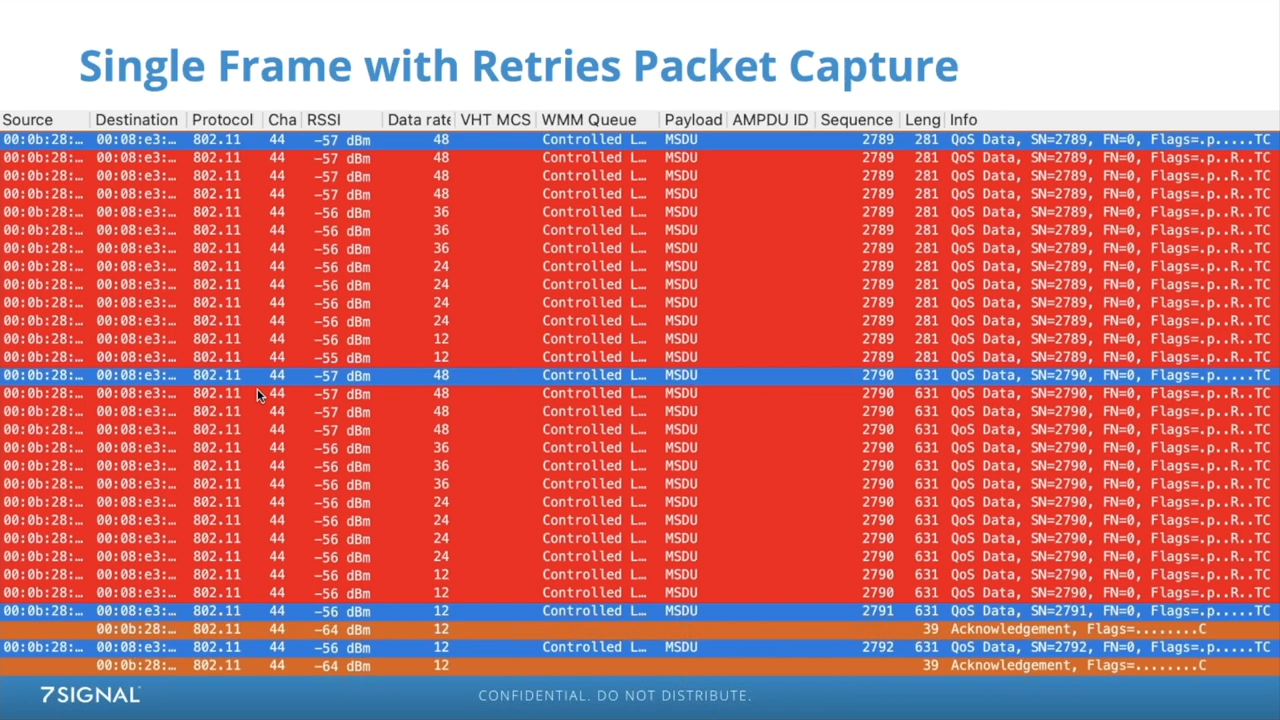 Single Frame with Retries Packet Capture
Source Destination Protocol Cha RSSI Data rate VHT MCS WMM Queue Payload AMPDU ID Sequence Leng Info
00:0b:28:… 00:08:e3:… 802.11 44 -57 dBm 48 Controlled L… MSDU 2789 281 QoS Data, SN=2789, FN=0, Flags=.p.....TC
00:0b:28:… 00:08:e3:… 802.11 44 -57 dBm 48 Controlled L… MSDU 2789 281 QoS Data, SN=2789, FN=0, Flags=.p..R..TC
00:0b:28:… 00:08:e3:… 802.11 44 -57 dBm 48 Controlled L… MSDU 2789 281 QoS Data, SN=2789, FN=0, Flags=.p..R..TC
00:0b:28:… 00:08:e3:… 802.11 44 -57 dBm 48 Controlled L… MSDU 2789 281 QoS Data, SN=2789, FN=0, Flags=.p..R..TC
00:0b:28:… 00:08:e3:… 802.11 44 -56 dBm 36 Controlled L… MSDU 2789 281 QoS Data, SN=2789, FN=0, Flags=.p..R..TC
00:0b:28:… 00:08:e3:… 802.11 44 -56 dBm 36 Controlled L… MSDU 2789 281 QoS Data, SN=2789, FN=0, Flags=.p..R..TC
00:0b:28:… 00:08:e3:… 802.11 44 -56 dBm 36 Controlled L… MSDU 2789 281 QoS Data, SN=2789, FN=0, Flags=.p..R..TC
00:0b:28:… 00:08:e3:… 802.11 44 -56 dBm 24 Controlled L… MSDU 2789 281 QoS Data, SN=2789, FN=0, Flags=.p..R..TC
00:0b:28:… 00:08:e3:… 802.11 44 -56 dBm 24 Controlled L… MSDU 2789 281 QoS Data, SN=2789, FN=0, Flags=.p..R..TC
00:0b:28:… 00:08:e3:… 802.11 44 -56 dBm 24 Controlled L… MSDU 2789 281 QoS Data, SN=2789, FN=0, Flags=.p..R..TC
00:0b:28:… 00:08:e3:… 802.11 44 -56 dBm 24 Controlled L… MSDU 2789 281 QoS Data, SN=2789, FN=0, Flags=.p..R..TC
00:0b:28:… 00:08:e3:… 802.11 44 -56 dBm 12 Controlled L… MSDU 2789 281 QoS Data, SN=2789, FN=0, Flags=.p..R..TC
00:0b:28:… 00:08:e3:… 802.11 44 -55 dBm 12 Controlled L… MSDU 2789 281 QoS Data, SN=2789, FN=0, Flags=.p..R..TC
00:0b:28:… 00:08:e3:… 802.11 44 -57 dBm 48 Controlled L… MSDU 2790 631 QoS Data, SN=2790, FN=0, Flags=.p.....TC
00:0b:28:… 00:08:e3:… 802.11 44 -57 dBm 48 Controlled L… MSDU 2790 631 QoS Data, SN=2790, FN=0, Flags=.p..R..TC
00:0b:28:… 00:08:e3:… 802.11 44 -57 dBm 48 Controlled L… MSDU 2790 631 QoS Data, SN=2790, FN=0, Flags=.p..R..TC
00:0b:28:… 00:08:e3:… 802.11 44 -57 dBm 48 Controlled L… MSDU 2790 631 QoS Data, SN=2790, FN=0, Flags=.p..R..TC
00:0b:28:… 00:08:e3:… 802.11 44 -56 dBm 36 Controlled L… MSDU 2790 631 QoS Data, SN=2790, FN=0, Flags=.p..R..TC
00:0b:28:… 00:08:e3:… 802.11 44 -56 dBm 36 Controlled L… MSDU 2790 631 QoS Data, SN=2790, FN=0, Flags=.p..R..TC
00:0b:28:… 00:08:e3:… 802.11 44 -56 dBm 36 Controlled L… MSDU 2790 631 QoS Data, SN=2790, FN=0, Flags=.p..R..TC
00:0b:28:… 00:08:e3:… 802.11 44 -56 dBm 24 Controlled L… MSDU 2790 631 QoS Data, SN=2790, FN=0, Flags=.p..R..TC
00:0b:28:… 00:08:e3:… 802.11 44 -56 dBm 24 Controlled L… MSDU 2790 631 QoS Data, SN=2790, FN=0, Flags=.p..R..TC
00:0b:28:… 00:08:e3:… 802.11 44 -56 dBm 24 Controlled L… MSDU 2790 631 QoS Data, SN=2790, FN=0, Flags=.p..R..TC
00:0b:28:… 00:08:e3:… 802.11 44 -56 dBm 24 Controlled L… MSDU 2790 631 QoS Data, SN=2790, FN=0, Flags=.p..R..TC
00:0b:28:… 00:08:e3:… 802.11 44 -56 dBm 12 Controlled L… MSDU 2790 631 QoS Data, SN=2790, FN=0, Flags=.p..R..TC
00:0b:28:… 00:08:e3:… 802.11 44 -56 dBm 12 Controlled L… MSDU 2790 631 QoS Data, SN=2790, FN=0, Flags=.p..R..TC
00:0b:28:… 00:08:e3:… 802.11 44 -56 dBm 12 Controlled L… MSDU 2791 631 QoS Data, SN=2791, FN=0, Flags=.p.....TC
00:0b:28:… 802.11 44 -64 dBm 12 39 Acknowledgement, Flags=........C
00:0b:28:… 00:08:e3:… 802.11 44 -56 dBm 12 Controlled L… MSDU 2792 631 QoS Data, SN=2792, FN=0, Flags=.p.....TC
00:0b:28:… 802.11 44 -64 dBm 12 39 Acknowledgement, Flags=........C
7SIGNAL CONFIDENTIAL. DO NOT DISTRIBUTE.